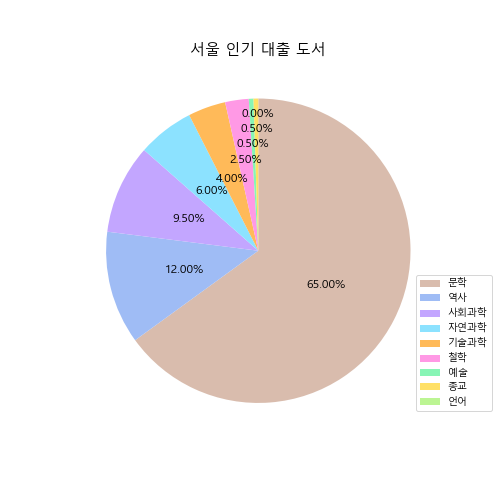 서울 인기 대출 도서
0.00%
0.50%
0.50%
2.50%
4.00%
6.00%
9.50%
12.00%
65.00%
문학
역사
사회과학
자연과학
기술과학
철학
예술
종교
언어